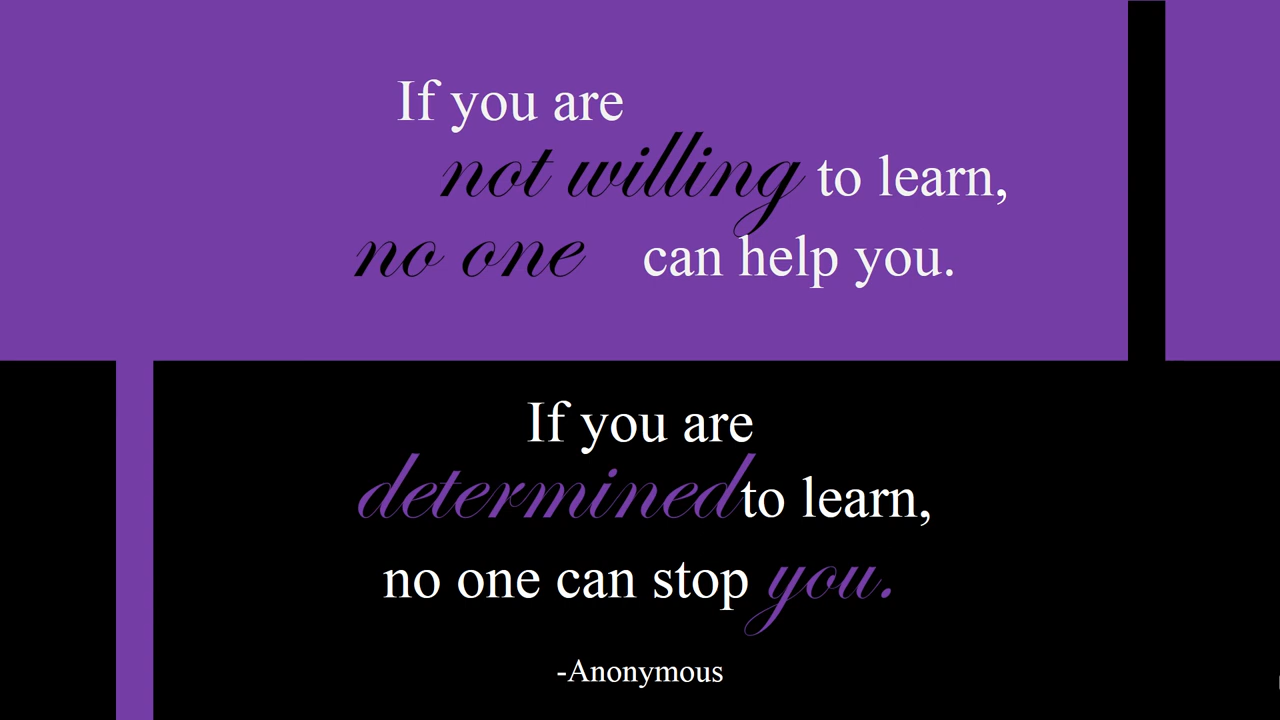 If you are
not willing to learn,
no one can help you.
If you are
determined to learn,
no one can stop you.
-Anonymous